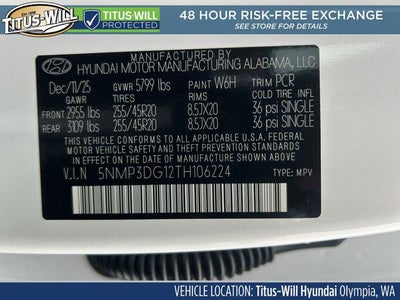 EST. 1938
TITUS-WILL
TITUS-WILL PROTECTED
48 HOUR RISK-FREE EXCHANGE
SEE STORE FOR DETAILS
HYUNDAI MOTOR MANUFACTURING ALABAMA, LLC
Dec/11/25 GVWR 5799 lbs PAINT W6H TRIM PCR
GAWR TIRES RIMS COLD TIRE PRES.
FRONT 2955 lbs 255/45R20 8.5JX20 36 psi SINGLE
REAR 3109 lbs 255/45R20 8.5JX20 36 psi SINGLE
THIS VEHICLE CONFORMS TO ALL APPLICABLE U.S.A.
FEDERAL MOTOR VEHICLE SAFETY, AND THEFT
PREVENTION STANDARDS IN EFFECT ON THE DATE OF
MANUFACTURE SHOWN ABOVE.
V.I.N 5NMP3DG12TH106224 TYPE: MPV
VEHICLE LOCATION: Titus-Will Hyundai Olympia, WA